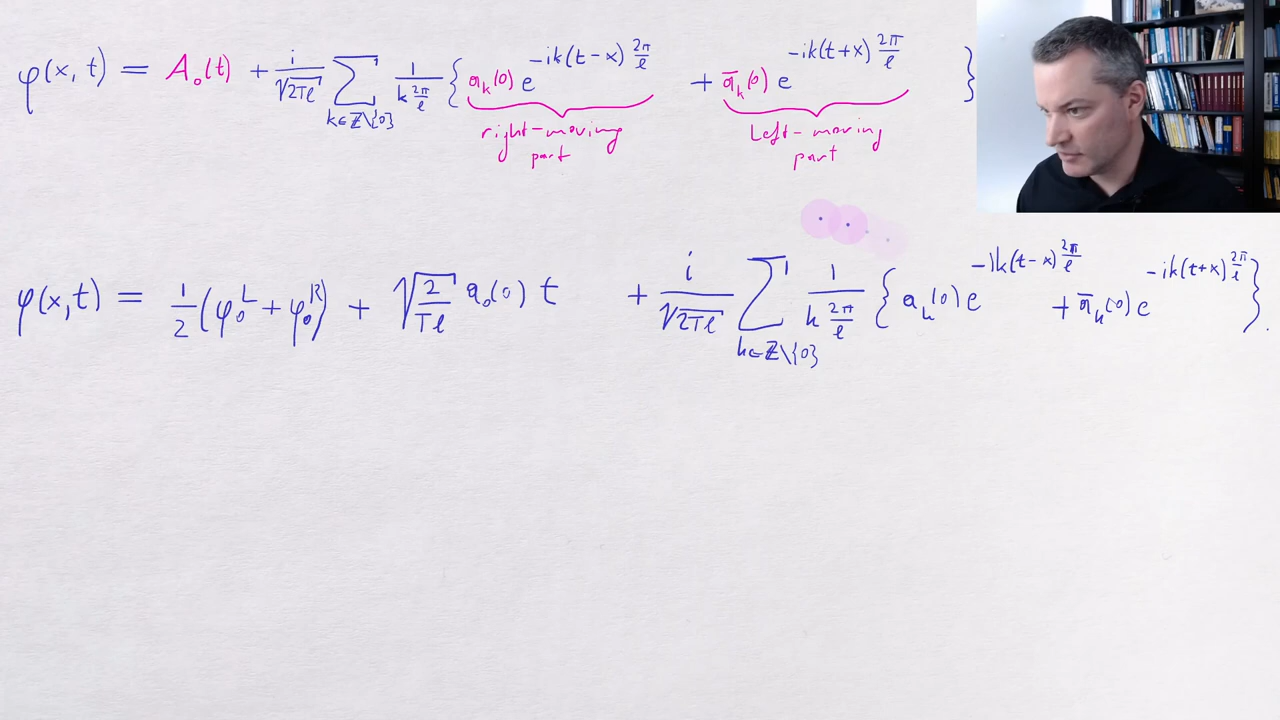 φ(x, t) = A₀(t) + i/√(2Tℓ) ∑_{k∈ℤ\{0}} 1/(k 2π/ℓ) { a_k(0) e^{-ik(t-x) 2π/ℓ} + ā_k(0) e^{-ik(t+x) 2π/ℓ} }
right-moving Left-moving
part part
φ(x,t) = 1/2 (φ₀^L + φ₀^R) + √(2/(Tℓ)) a₀(0) t + i/√(2Tℓ) ∑_{k∈ℤ\{0}} 1/(k 2π/ℓ) { a_k(0) e^{-ik(t-x) 2π/ℓ} + ā_k(0) e^{-ik(t+x) 2π/ℓ} }.